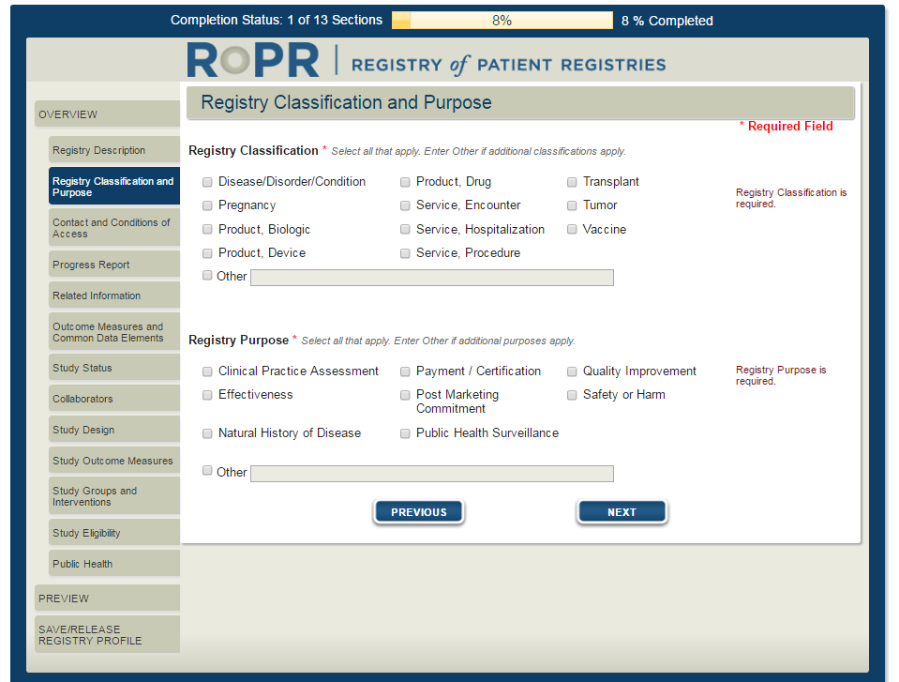 Completion Status: 1 of 13 Sections 8% 8 % Completed
ROPR | REGISTRY of PATIENT REGISTRIES
OVERVIEW
Registry Description
Registry Classification and
Purpose
Contact and Conditions of
Access
Progress Report
Related Information
Outcome Measures and
Common Data Elements
Study Status
Collaborators
Study Design
Study Outcome Measures
Study Groups and
Interventions
Study Eligibility
Public Health
PREVIEW
SAVE/RELEASE
REGISTRY PROFILE
Registry Classification and Purpose
* Required Field
Registry Classification * Select all that apply. Enter Other if additional classifications apply.
Disease/Disorder/Condition Product, Drug Transplant
Pregnancy Service, Encounter Tumor
Product, Biologic Service, Hospitalization Vaccine
Product, Device Service, Procedure
Other
Registry Classification is
required.
Registry Purpose * Select all that apply. Enter Other if additional purposes apply.
Clinical Practice Assessment Payment / Certification Quality Improvement
Effectiveness Post Marketing Safety or Harm
Commitment
Natural History of Disease Public Health Surveillance
Other
Registry Purpose is
required.
PREVIOUS NEXT